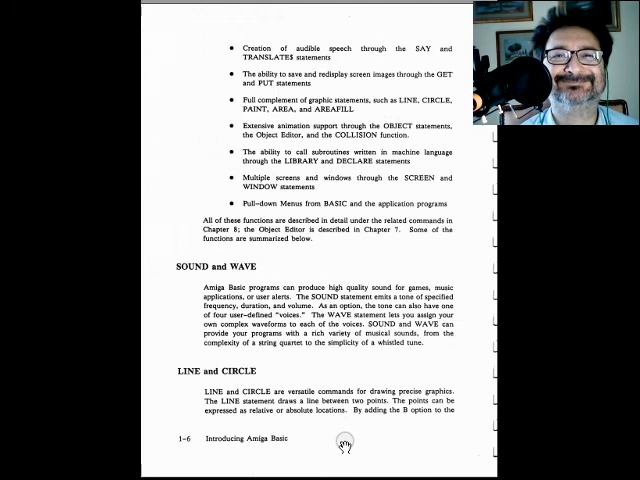 • Creation of audible speech through the SAY and
TRANSLATE$ statements
• The ability to save and redisplay screen images through the GET
and PUT statements
• Full complement of graphic statements, such as LINE, CIRCLE,
PAINT, AREA, and AREAFILL
• Extensive animation support through the OBJECT statements,
the Object Editor, and the COLLISION function.
• The ability to call subroutines written in machine language
through the LIBRARY and DECLARE statements
• Multiple screens and windows through the SCREEN and
WINDOW statements
• Pull-down Menus from BASIC and the application programs
All of these functions are described in detail under the related commands in
Chapter 8; the Object Editor is described in Chapter 7. Some of the
functions are summarized below.
SOUND and WAVE
Amiga Basic programs can produce high quality sound for games, music
applications, or user alerts. The SOUND statement emits a tone of specified
frequency, duration, and volume. As an option, the tone can also have one
of four user-defined "voices." The WAVE statement lets you assign your
own complex waveforms to each of the voices. SOUND and WAVE can
provide your programs with a rich variety of musical sounds, from the
complexity of a string quartet to the simplicity of a whistled tune.
LINE and CIRCLE
LINE and CIRCLE are versatile commands for drawing precise graphics.
The LINE statement draws a line between two points. The points can be
expressed as relative or absolute locations. By adding the B option to the
1-6 Introducing Amiga Basic